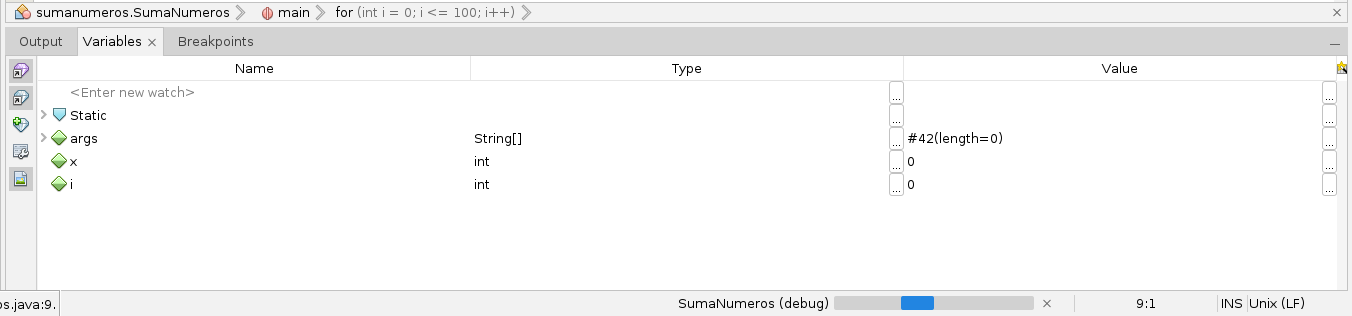 sumanumeros.SumaNumeros main for (int i = 0; i <= 100; i++)
Output Variables Breakpoints
Name Type Value
<Enter new watch> ... ...
Static ... ...
args String[] ... #42(length=0) ...
x int ... 0 ...
i int ... 0 ...
os.java:9. SumaNumeros (debug) 9:1 INS Unix (LF)